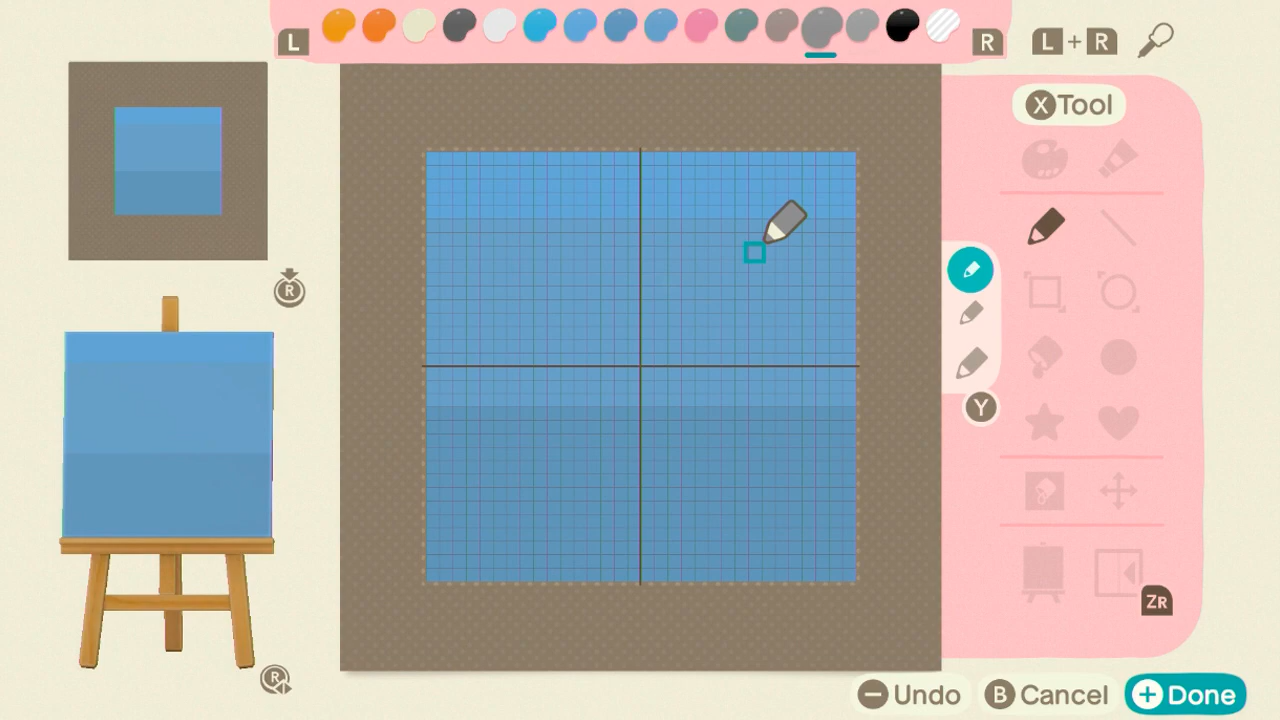 L
R
L + R
X Tool
R
Y
ZR
R
− Undo
B Cancel
+ Done